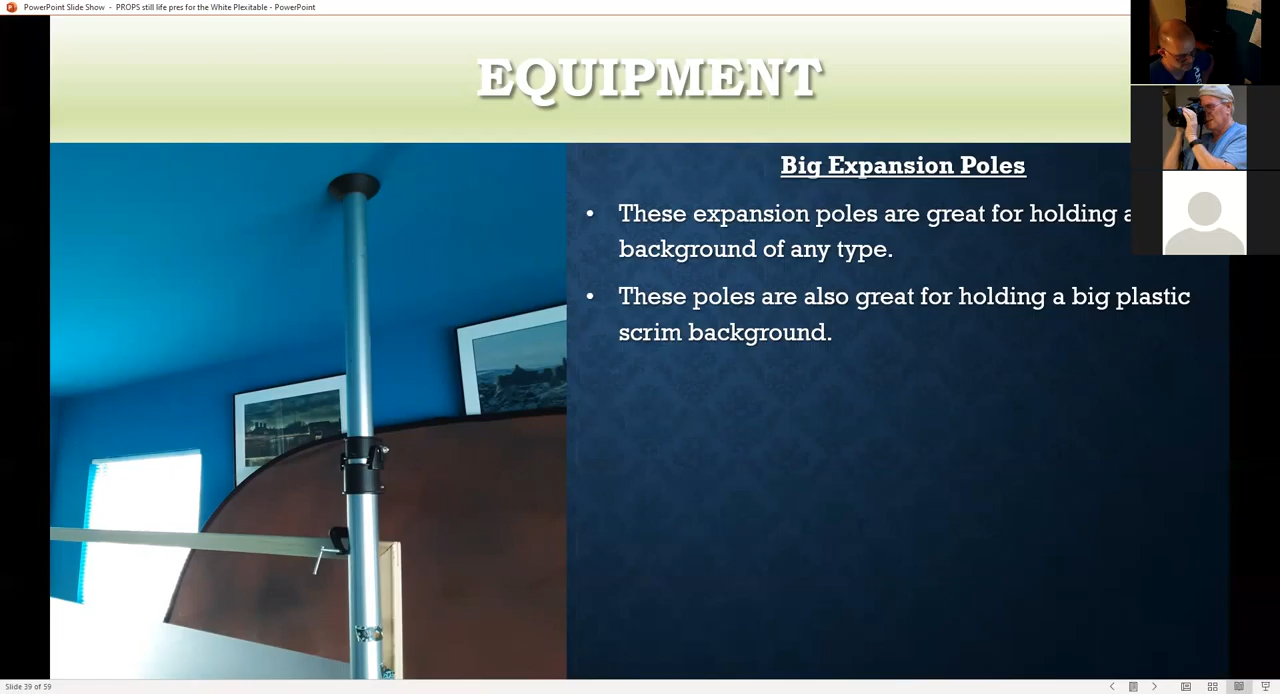 PowerPoint Slide Show - PROPS still life pres for the White Plexitable - PowerPoint
EQUIPMENT
Big Expansion Poles
• These expansion poles are great for holding a
background of any type.
• These poles are also great for holding a big plastic
scrim background.
Slide 39 of 59